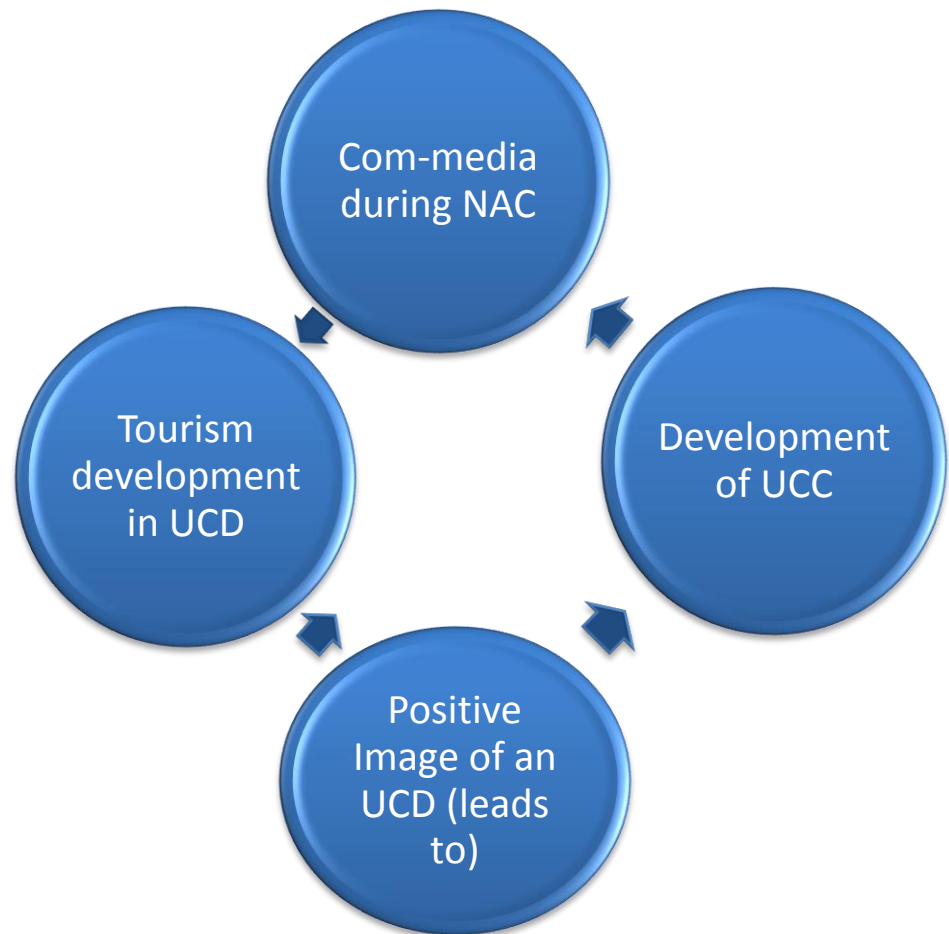 Com-media
during NAC
Tourism
development
in UCD
Development
of UCC
Positive
Image of an
UCD (leads
to)